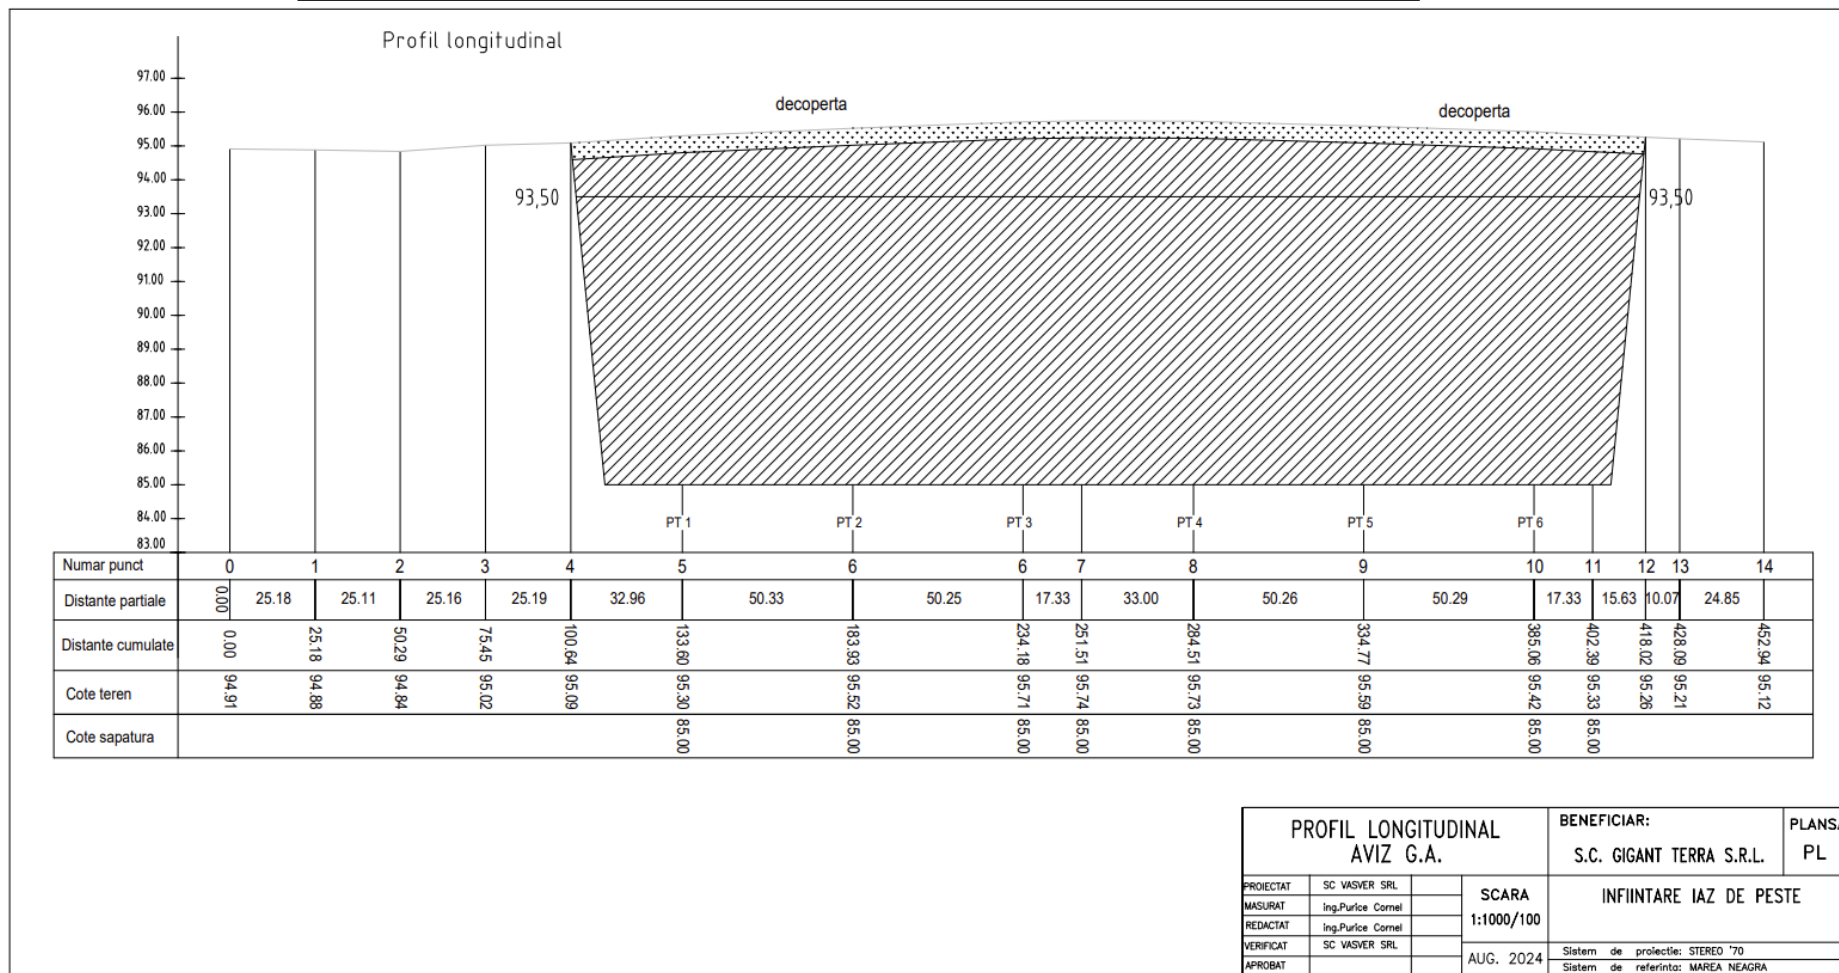 Profil longitudinal
97.00
96.00
95.00
94.00
93.00
92.00
91.00
90.00
89.00
88.00
87.00
86.00
85.00
84.00
83.00
decoperta
decoperta
93,50
93,50
PT 1 PT 2 PT 3 PT 4 PT 5 PT 6
Numar punct 0 1 2 3 4 5 6 6 7 8 9 10 11 12 13 14
Distante partiale 0.00 25.18 25.11 25.16 25.19 32.96 50.33 50.25 17.33 33.00 50.26 50.29 17.33 15.63 10.07 24.85
Distante cumulate 0.00 25.18 50.29 75.45 100.64 133.60 183.93 234.18 251.51 284.51 334.77 385.06 402.39 418.02 428.09 452.94
Cote teren 94.91 94.88 94.84 95.02 95.09 95.30 95.52 95.71 95.74 95.73 95.59 95.42 95.33 95.26 95.21 95.12
Cote sapatura 85.00 85.00 85.00 85.00 85.00 85.00 85.00 85.00
PROFIL LONGITUDINAL
AVIZ G.A.
BENEFICIAR:
S.C. GIGANT TERRA S.R.L.
PLANSA
PL
PROIECTAT SC VASVER SRL
MASURAT ing.Purice Cornel
REDACTAT ing.Purice Cornel
VERIFICAT SC VASVER SRL
APROBAT
SCARA
1:1000/100
AUG. 2024
INFIINTARE IAZ DE PESTE
Sistem de proiectie: STEREO '70
Sistem de referinta: MAREA NEAGRA